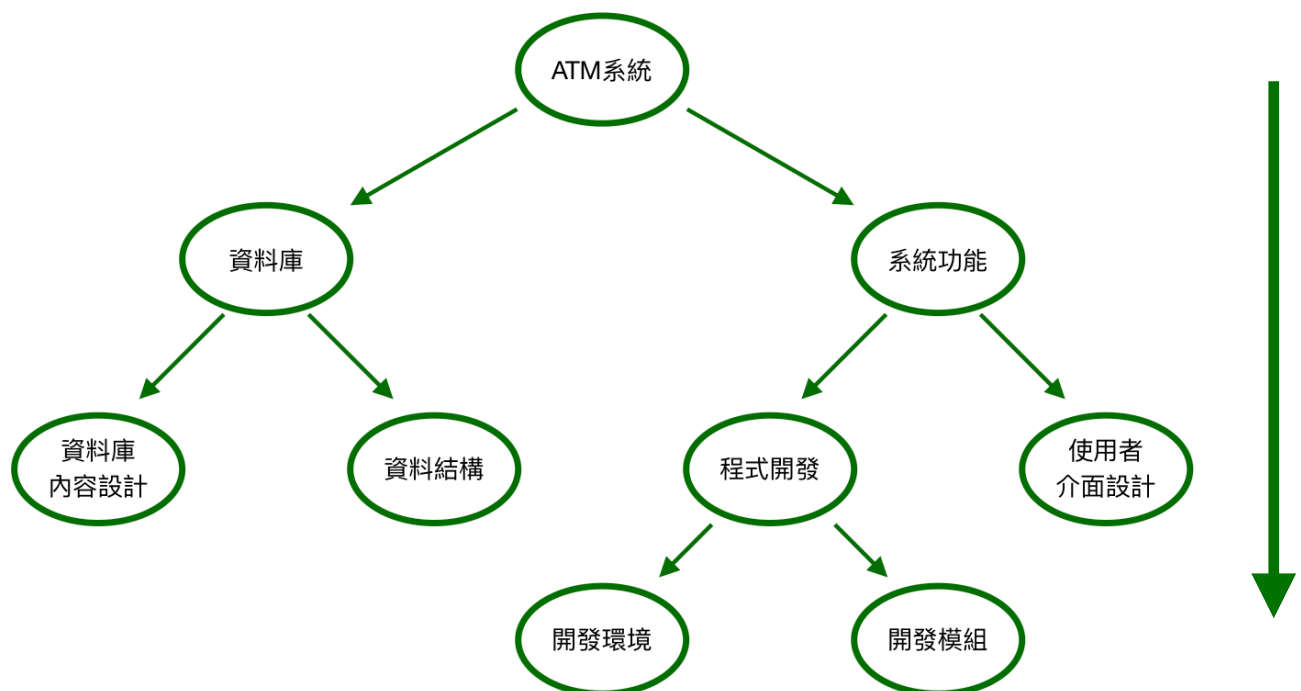 ATM系統
資料庫
系統功能
資料庫
內容設計
資料結構
程式開發
使用者
介面設計
開發環境
開發模組